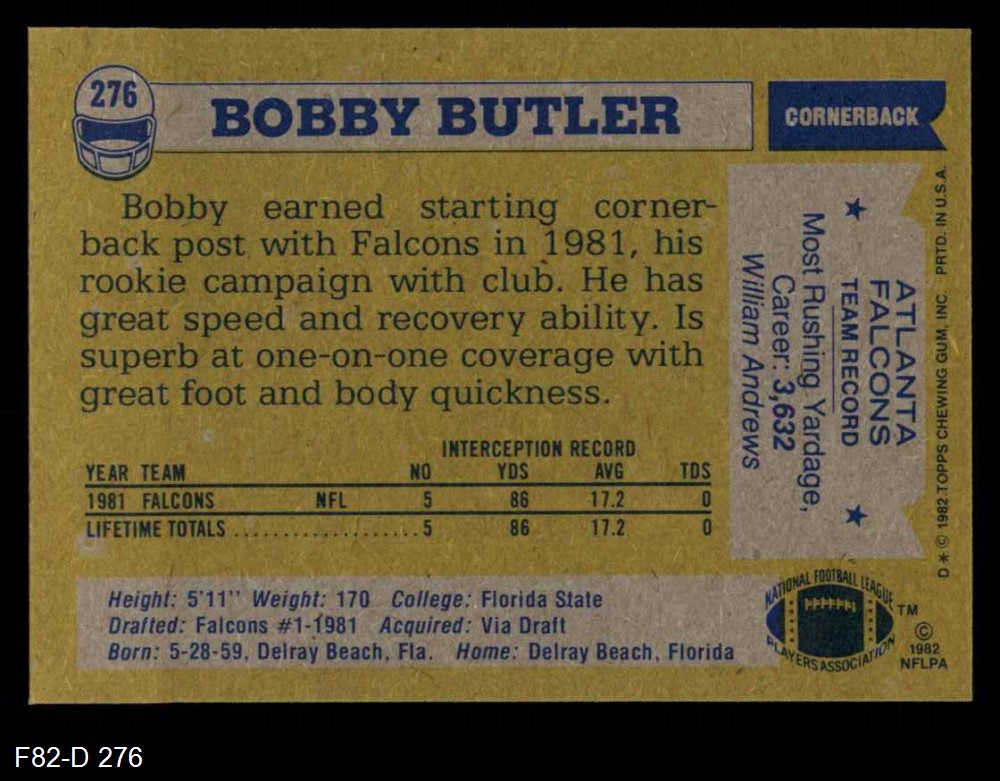 276
BOBBY BUTLER
CORNERBACK
Bobby earned starting corner-
back post with Falcons in 1981, his
rookie campaign with club. He has
great speed and recovery ability. Is
superb at one-on-one coverage with
great foot and body quickness.
INTERCEPTION RECORD
YEAR TEAM NO YDS AVG TDS
1981 FALCONS NFL 5 86 17.2 0
LIFETIME TOTALS ..................... 5 86 17.2 0
ATLANTA
FALCONS
TEAM RECORD
Most Rushing Yardage,
Career: 3,632
William Andrews
D * © 1982 TOPPS CHEWING GUM, INC. PRTD. IN U.S.A.
Height: 5'11" Weight: 170 College: Florida State
Drafted: Falcons #1-1981 Acquired: Via Draft
Born: 5-28-59, Delray Beach, Fla. Home: Delray Beach, Florida
NATIONAL FOOTBALL LEAGUE
PLAYERS ASSOCIATION
TM
©
1982
NFLPA
F82-D 276